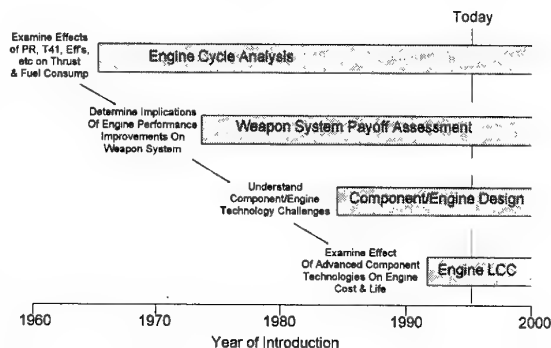 Today
Examine Effects
of PR, T41, Eff's,
etc on Thrust
& Fuel Consump
Engine Cycle Analysis
Determine Implications
Of Engine Performance
Improvements On
Weapon System
Weapon System Payoff Assessment
Understand
Component/Engine
Technology Challenges
Component/Engine Design
Examine Effect
Of Advanced Component
Technologies On Engine
Cost & Life
Engine LCC
1960 1970 1980 1990 2000
Year of Introduction